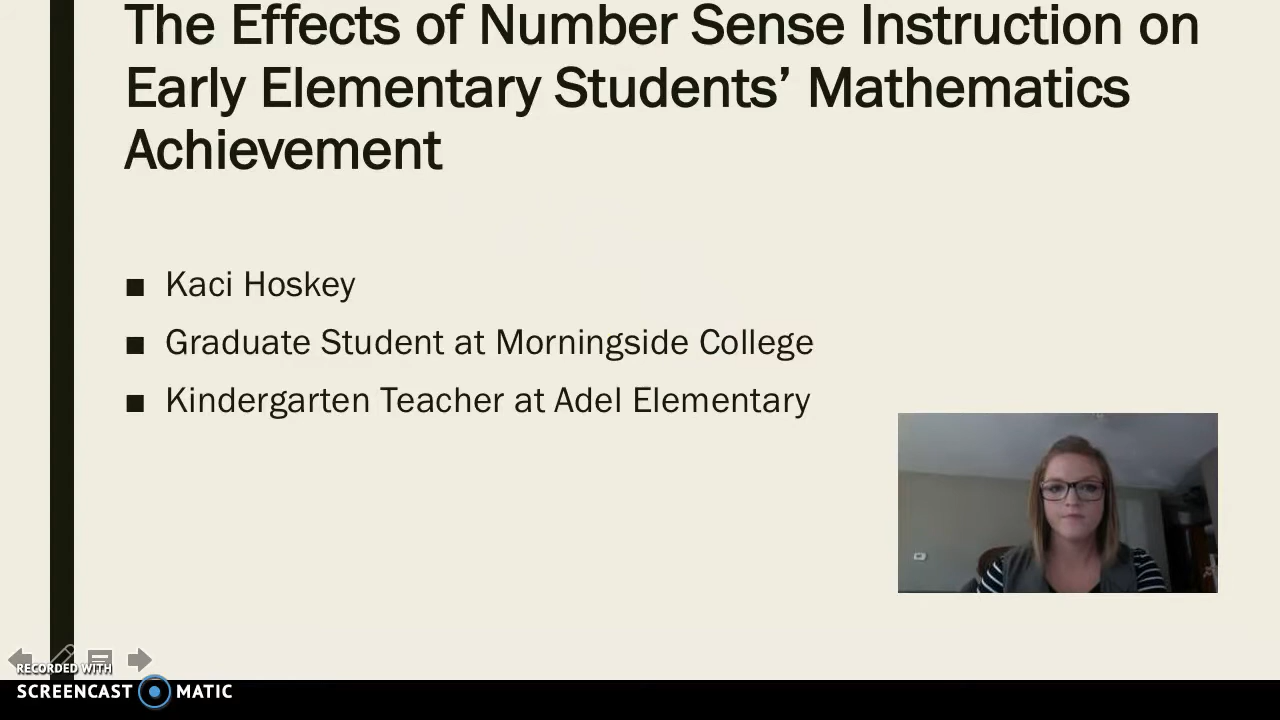 The Effects of Number Sense Instruction on
Early Elementary Students’ Mathematics
Achievement
■ Kaci Hoskey
■ Graduate Student at Morningside College
■ Kindergarten Teacher at Adel Elementary
RECORDED WITH
SCREENCAST MATIC